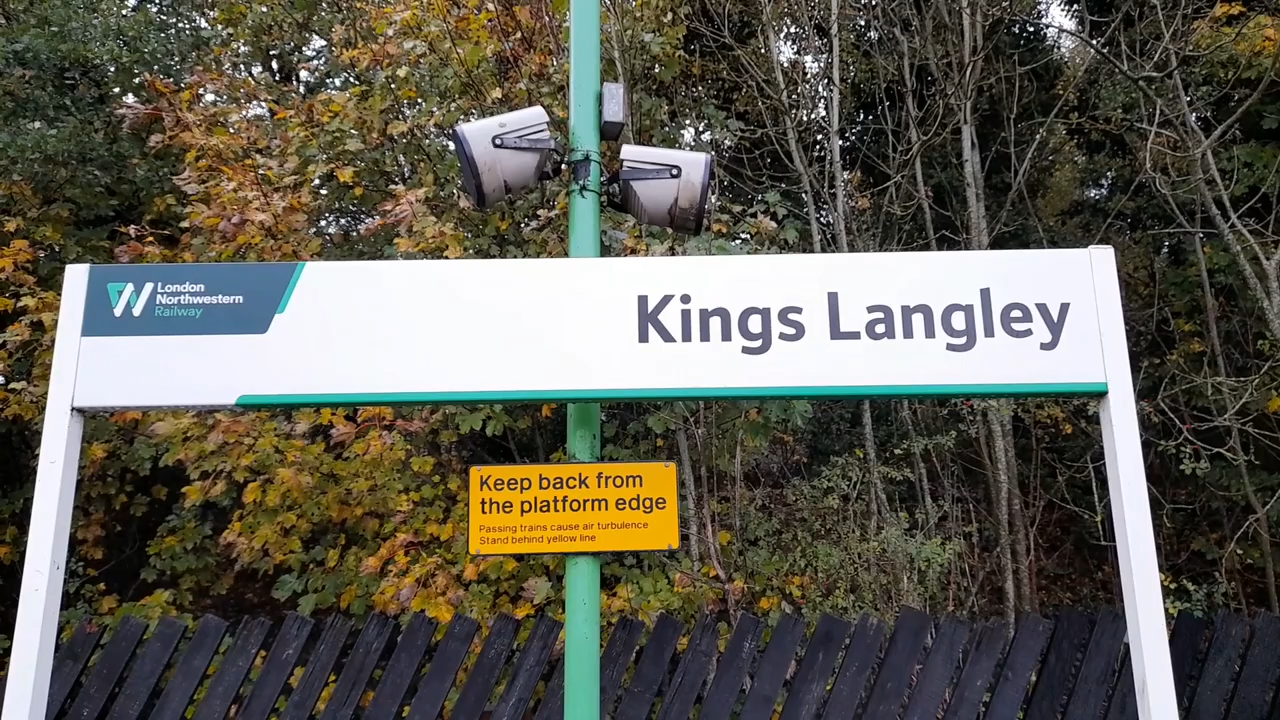 London
Northwestern
Railway
Kings Langley
Keep back from
the platform edge
Passing trains cause air turbulence
Stand behind yellow line